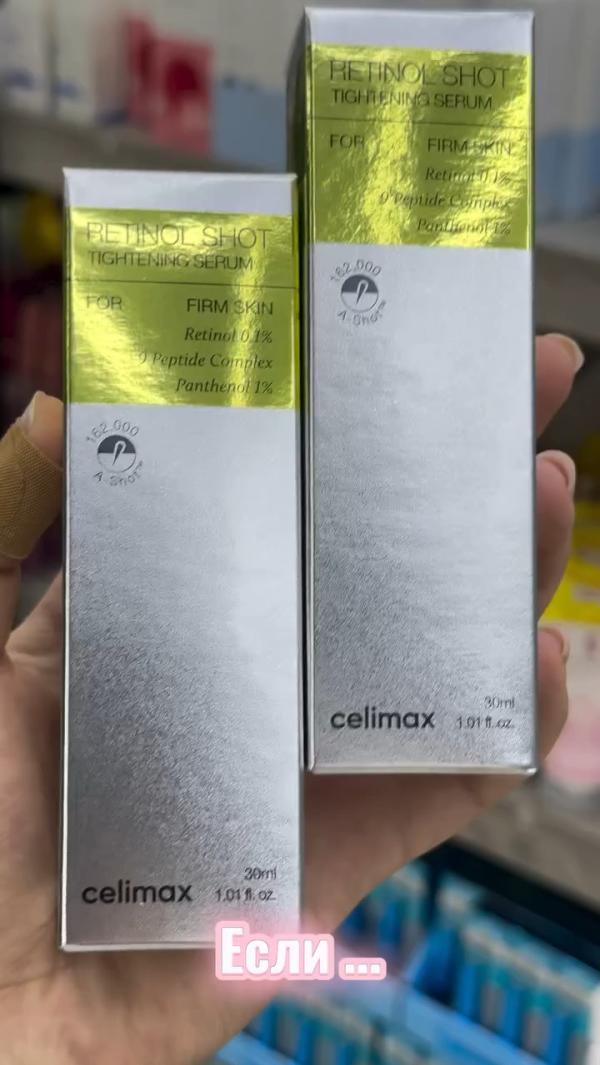 RETINOL SHOT
TIGHTENING SERUM
FOR FIRM SKIN
Retinol 0.1%
9 Peptide Complex
Panthenol 1%
162,000
A-Shot™
celimax
30ml
1.01 fl. oz.
RETINOL SHOT
TIGHTENING SERUM
FOR FIRM SKIN
Retinol 0.1%
9 Peptide Complex
Panthenol 1%
162,000
A-Shot™
celimax
30ml
1.01 fl. oz.
Если ...